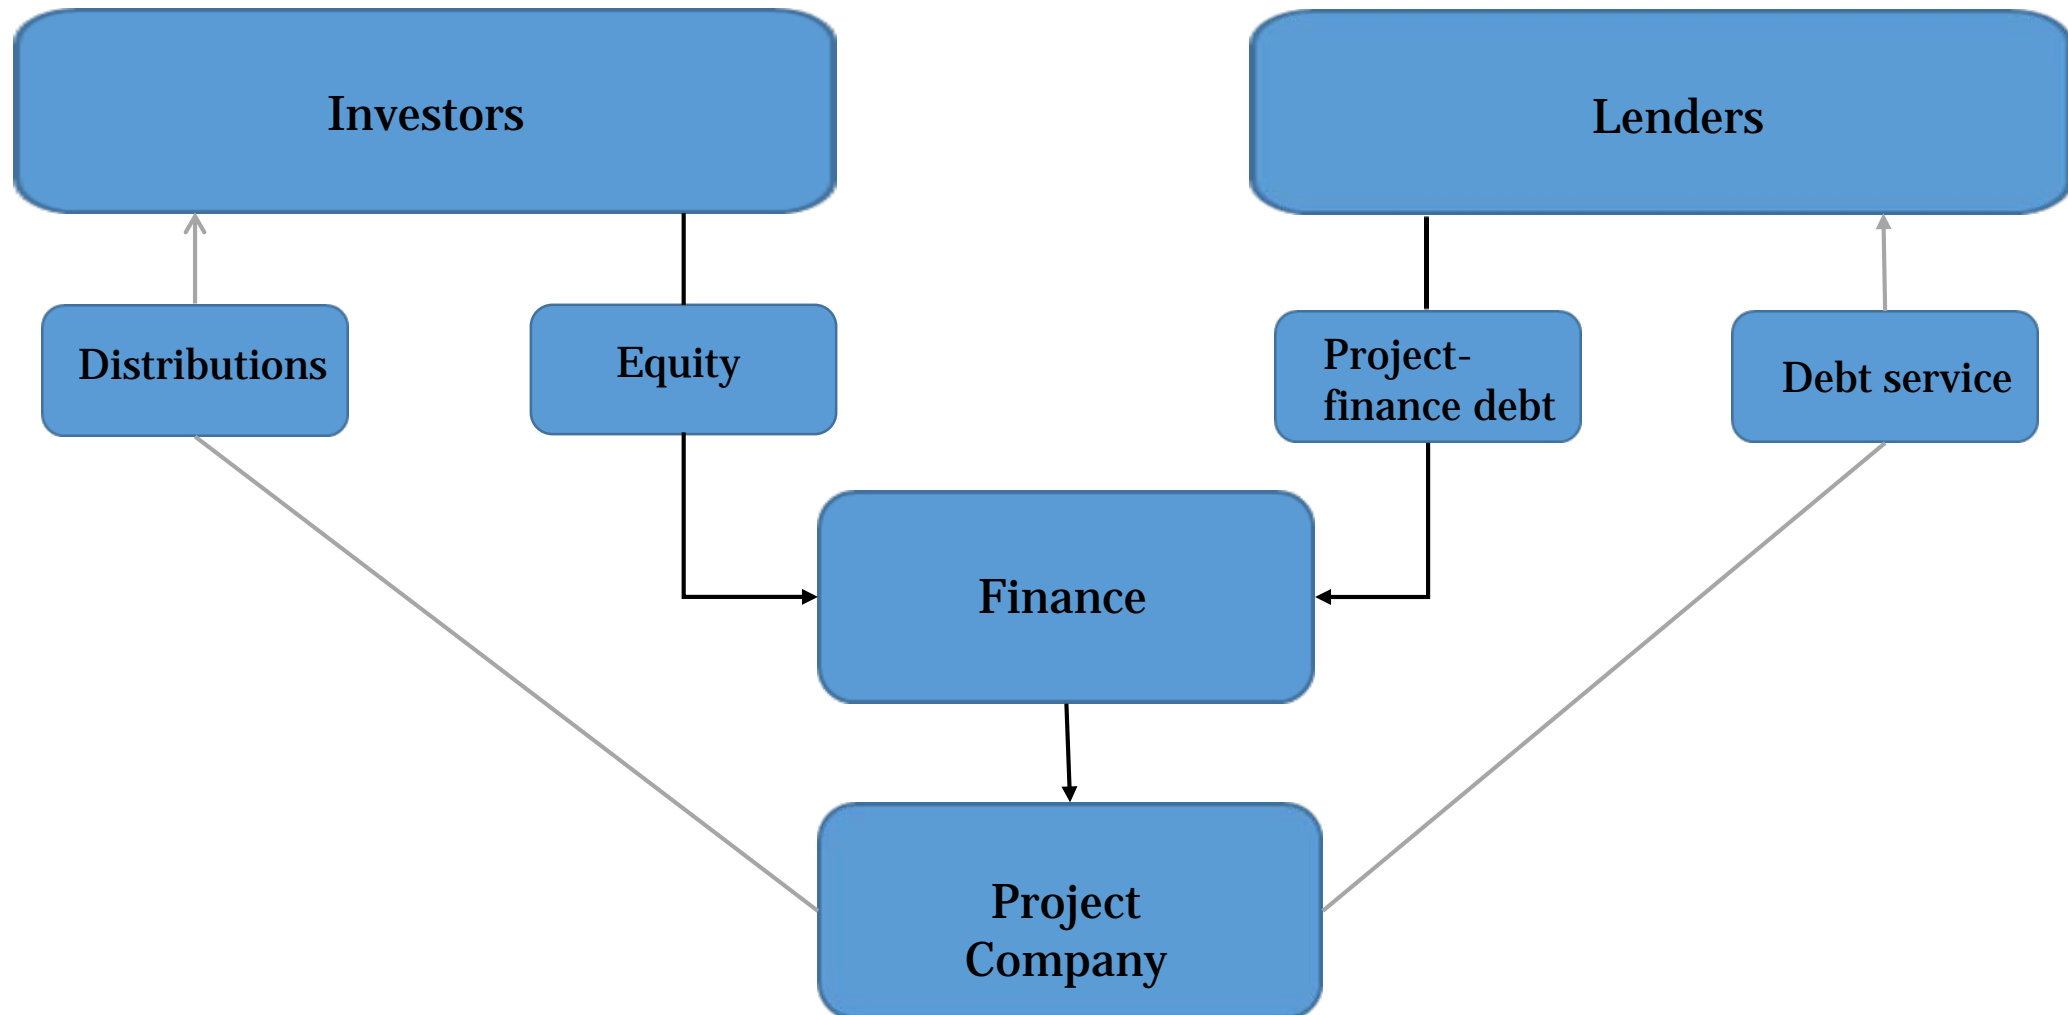 Investors
Lenders
Distributions
Equity
Project-
finance debt
Debt service
Finance
Project
Company